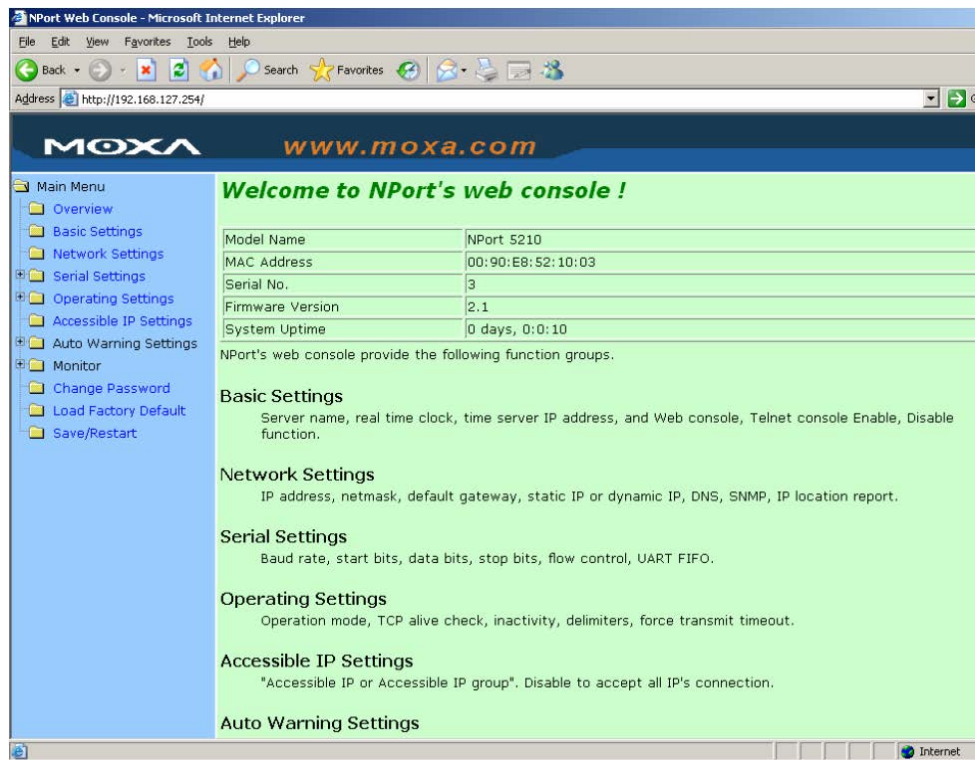 NPort Web Console - Microsoft Internet Explorer
File Edit View Favorites Tools Help
Back Search Favorites
Address http://192.168.127.254/
MOXA www.moxa.com
Main Menu
Overview
Basic Settings
Network Settings
Serial Settings
Operating Settings
Accessible IP Settings
Auto Warning Settings
Monitor
Change Password
Load Factory Default
Save/Restart
Welcome to NPort's web console !
Model Name NPort 5210
MAC Address 00:90:E8:52:10:03
Serial No. 3
Firmware Version 2.1
System Uptime 0 days, 0:0:10
NPort's web console provide the following function groups.
Basic Settings
Server name, real time clock, time server IP address, and Web console, Telnet console Enable, Disable
function.
Network Settings
IP address, netmask, default gateway, static IP or dynamic IP, DNS, SNMP, IP location report.
Serial Settings
Baud rate, start bits, data bits, stop bits, flow control, UART FIFO.
Operating Settings
Operation mode, TCP alive check, inactivity, delimiters, force transmit timeout.
Accessible IP Settings
"Accessible IP or Accessible IP group". Disable to accept all IP's connection.
Auto Warning Settings
Internet